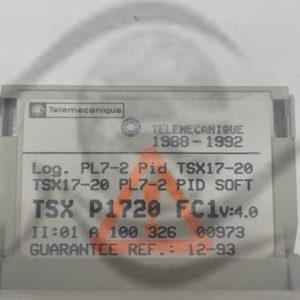 Telemecanique
© TELEMECANIQUE
1988-1992
Log. PL7-2 Pid TSX17-20
TSX17-20 PL7-2 PID SOFT
TSX P1720 FC1 V:4.0
II:01 A 100 326 00973
GUARANTEE REF.: 12-93